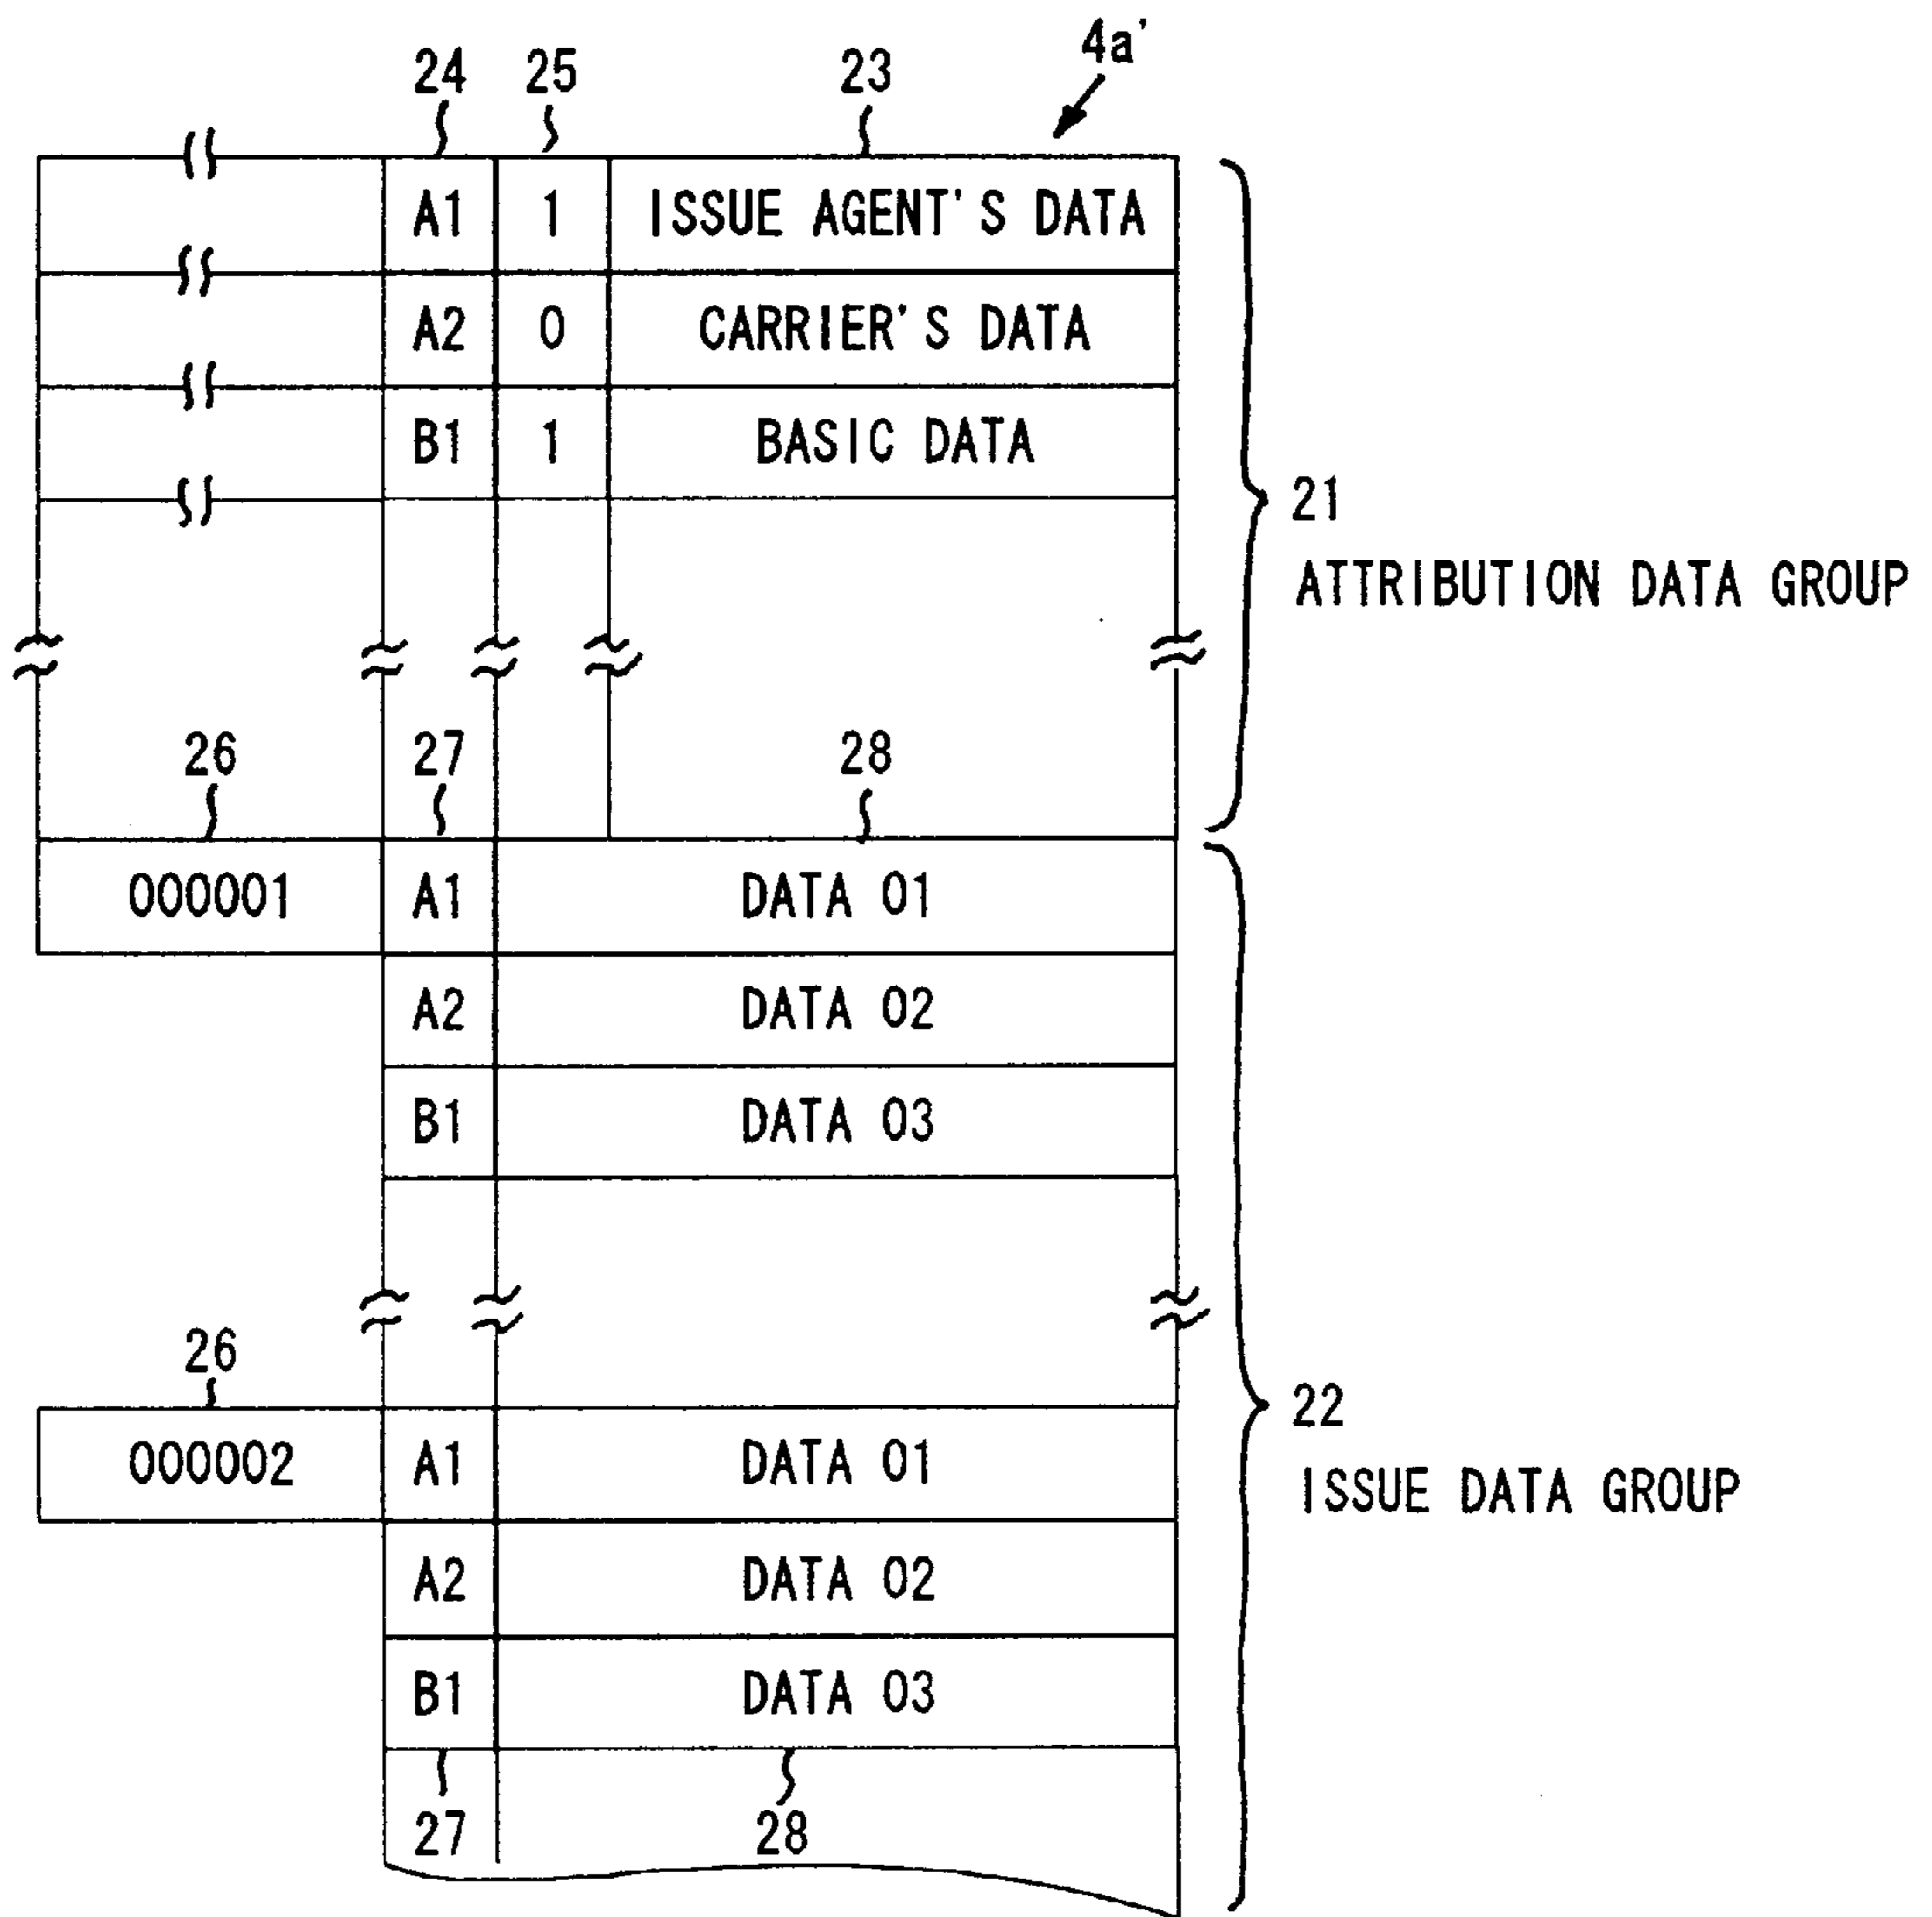 4a'
24 25 23
A1 1 ISSUE AGENT'S DATA
A2 0 CARRIER'S DATA
B1 1 BASIC DATA
21
ATTRIBUTION DATA GROUP
26 27 28
000001 A1 DATA 01
A2 DATA 02
B1 DATA 03
26
22
ISSUE DATA GROUP
000002 A1 DATA 01
A2 DATA 02
B1 DATA 03
27 28